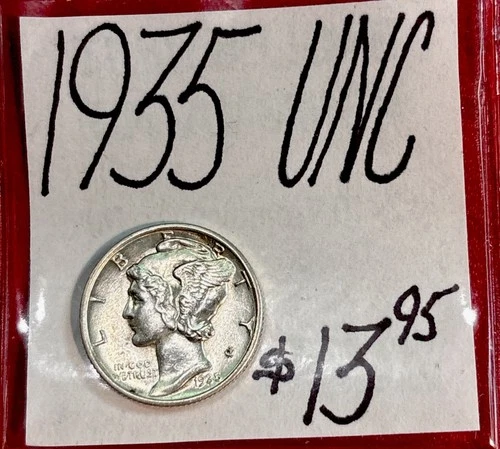 1935 UNC
LIBERTY
IN GOD
WE TRUST
$13.95